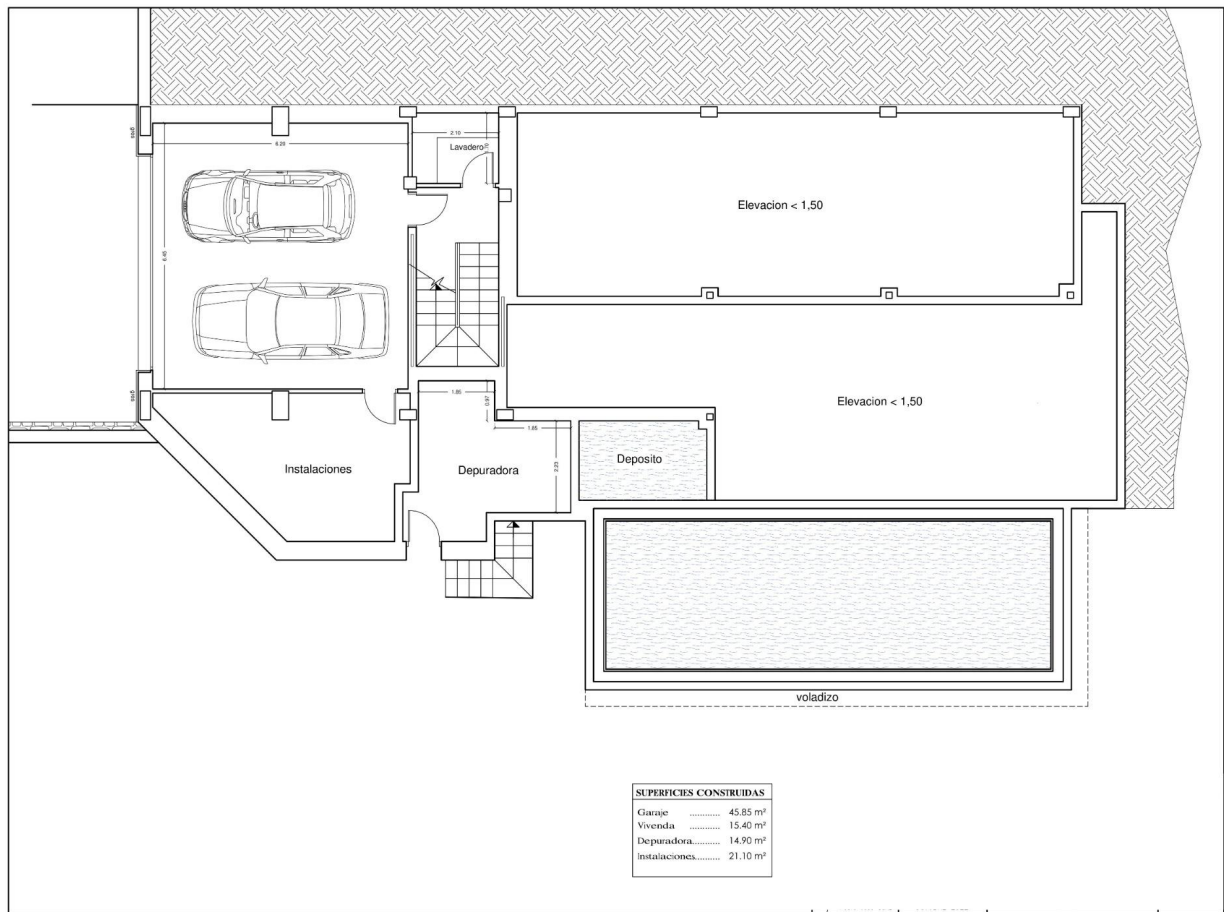 2.10
Lavadero
1.70
6.20
Elevacion < 1,50
6.45
1.85
0.97
Elevacion < 1,50
1.85
Instalaciones
Depuradora
2.23
Deposito
voladizo
SUPERFICIES CONSTRUIDAS
Garaje ............ 45.85 m²
Vivenda ............ 15.40 m²
Depuradora........... 14.90 m²
Instalaciones......... 21.10 m²